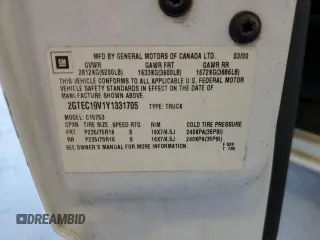 GM
MFD BY GENERAL MOTORS OF CANADA LTD. 03/00
GVWR GAWR FRT GAWR RR
2812KG(6200LB) 1633KG(3600LB) 1672KG(3686LB)
THIS VEHICLE CONFORMS TO ALL APPLICABLE U.S. FEDERAL
MOTOR VEHICLE SAFETY STANDARDS IN EFFECT ON THE DATE
OF MANUFACTURE SHOWN ABOVE.
2GTEC19V1Y1331705 TYPE: TRUCK
MODEL: C15753
TIRE SIZE SPEED RTG RIM COLD TIRE PRESSURE
FRT P235/75R16 S 16X7/6.5J 240KPA(35PSI)
RR P235/75R16 S 16X7/6.5J 240KPA(35PSI)
SEE OWNER'S MANUAL FOR ADDITIONAL INFORMATION
DREAMBID